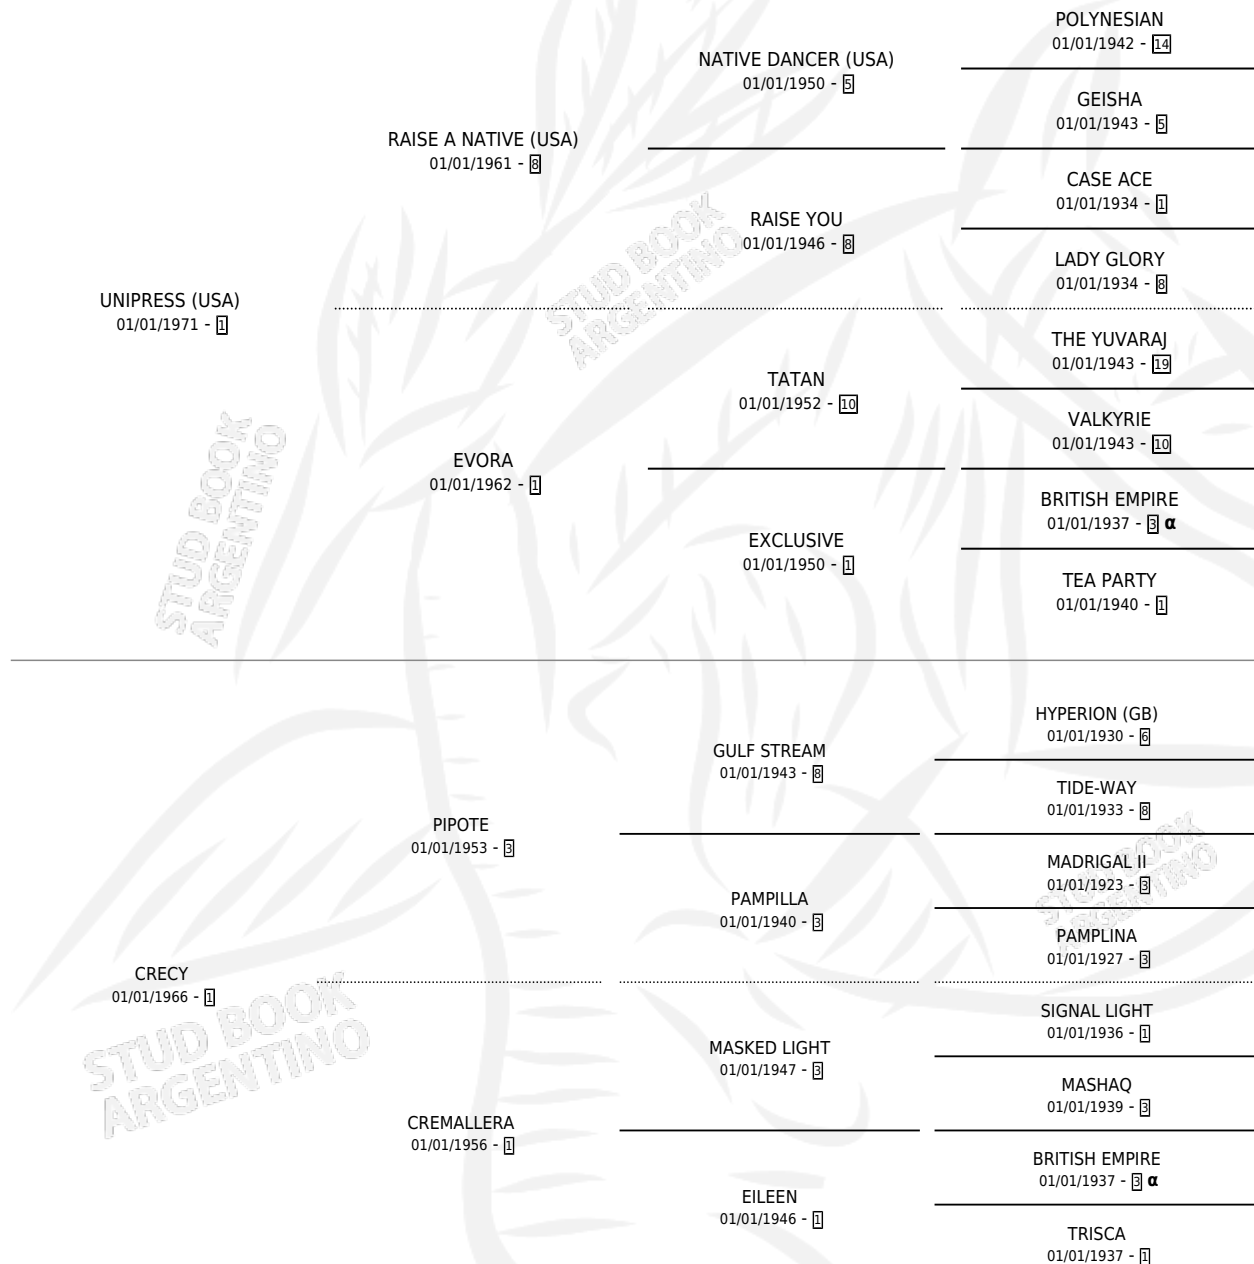 POLYNESIAN
01/01/1942 - 14
NATIVE DANCER (USA)
01/01/1950 - 5
GEISHA
01/01/1943 - 5
RAISE A NATIVE (USA)
01/01/1961 - 8
CASE ACE
01/01/1934 - 1
RAISE YOU
01/01/1946 - 8
LADY GLORY
01/01/1934 - 8
UNIPRESS (USA)
01/01/1971 - 1
THE YUVARAJ
01/01/1943 - 19
TATAN
01/01/1952 - 10
VALKYRIE
01/01/1943 - 10
EVORA
01/01/1962 - 1
BRITISH EMPIRE
01/01/1937 - 3 α
EXCLUSIVE
01/01/1950 - 1
TEA PARTY
01/01/1940 - 1
HYPERION (GB)
01/01/1930 - 6
GULF STREAM
01/01/1943 - 8
TIDE-WAY
01/01/1933 - 8
PIPOTE
01/01/1953 - 3
MADRIGAL II
01/01/1923 - 3
PAMPILLA
01/01/1940 - 3
PAMPLINA
01/01/1927 - 3
CRECY
01/01/1966 - 1
SIGNAL LIGHT
01/01/1936 - 1
MASKED LIGHT
01/01/1947 - 3
MASHAQ
01/01/1939 - 3
CREMALLERA
01/01/1956 - 1
BRITISH EMPIRE
01/01/1937 - 3 α
EILEEN
01/01/1946 - 1
TRISCA
01/01/1937 - 1
STUD BOOK
ARGENTINO
STUD BOOK
ARGENTINO
STUD BOOK
ARGENTINO
STUD BOOK
ARGENTINO